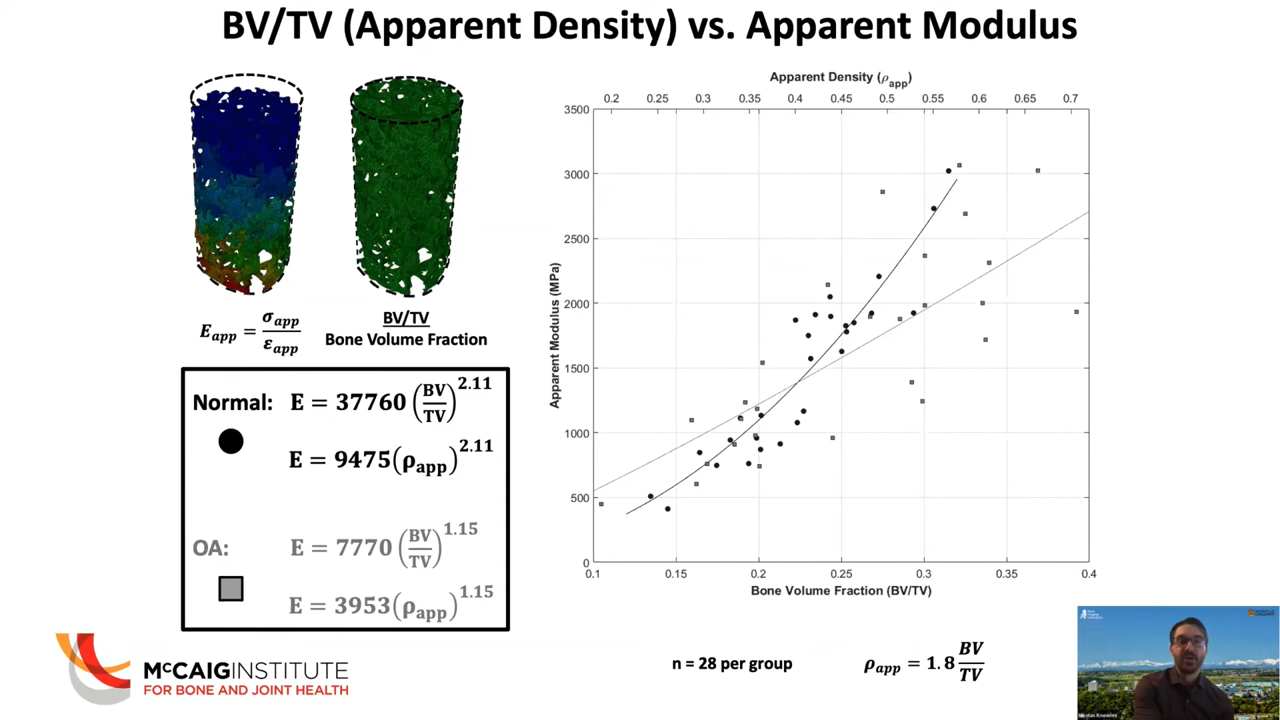 BV/TV (Apparent Density) vs. Apparent Modulus
E_app = σ_app / ε_app
BV/TV
Bone Volume Fraction
Normal: E = 37760 (BV/TV)^2.11
E = 9475(ρ_app)^2.11
OA: E = 7770 (BV/TV)^1.15
E = 3953(ρ_app)^1.15
Apparent Density (ρ_app)
0.2 0.25 0.3 0.35 0.4 0.45 0.5 0.55 0.6 0.65 0.7
Apparent Modulus (MPa)
3500
3000
2500
2000
1500
1000
500
0
0.1 0.15 0.2 0.25 0.3 0.35 0.4
Bone Volume Fraction (BV/TV)
n = 28 per group
ρ_app = 1.8 BV/TV
McCAIG INSTITUTE
FOR BONE AND JOINT HEALTH
Nicolas Knowles